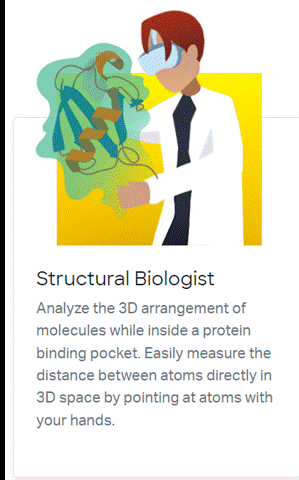 Structural Biologist
Analyze the 3D arrangement of
molecules while inside a protein
binding pocket. Easily measure the
distance between atoms directly in
3D space by pointing at atoms with
your hands.